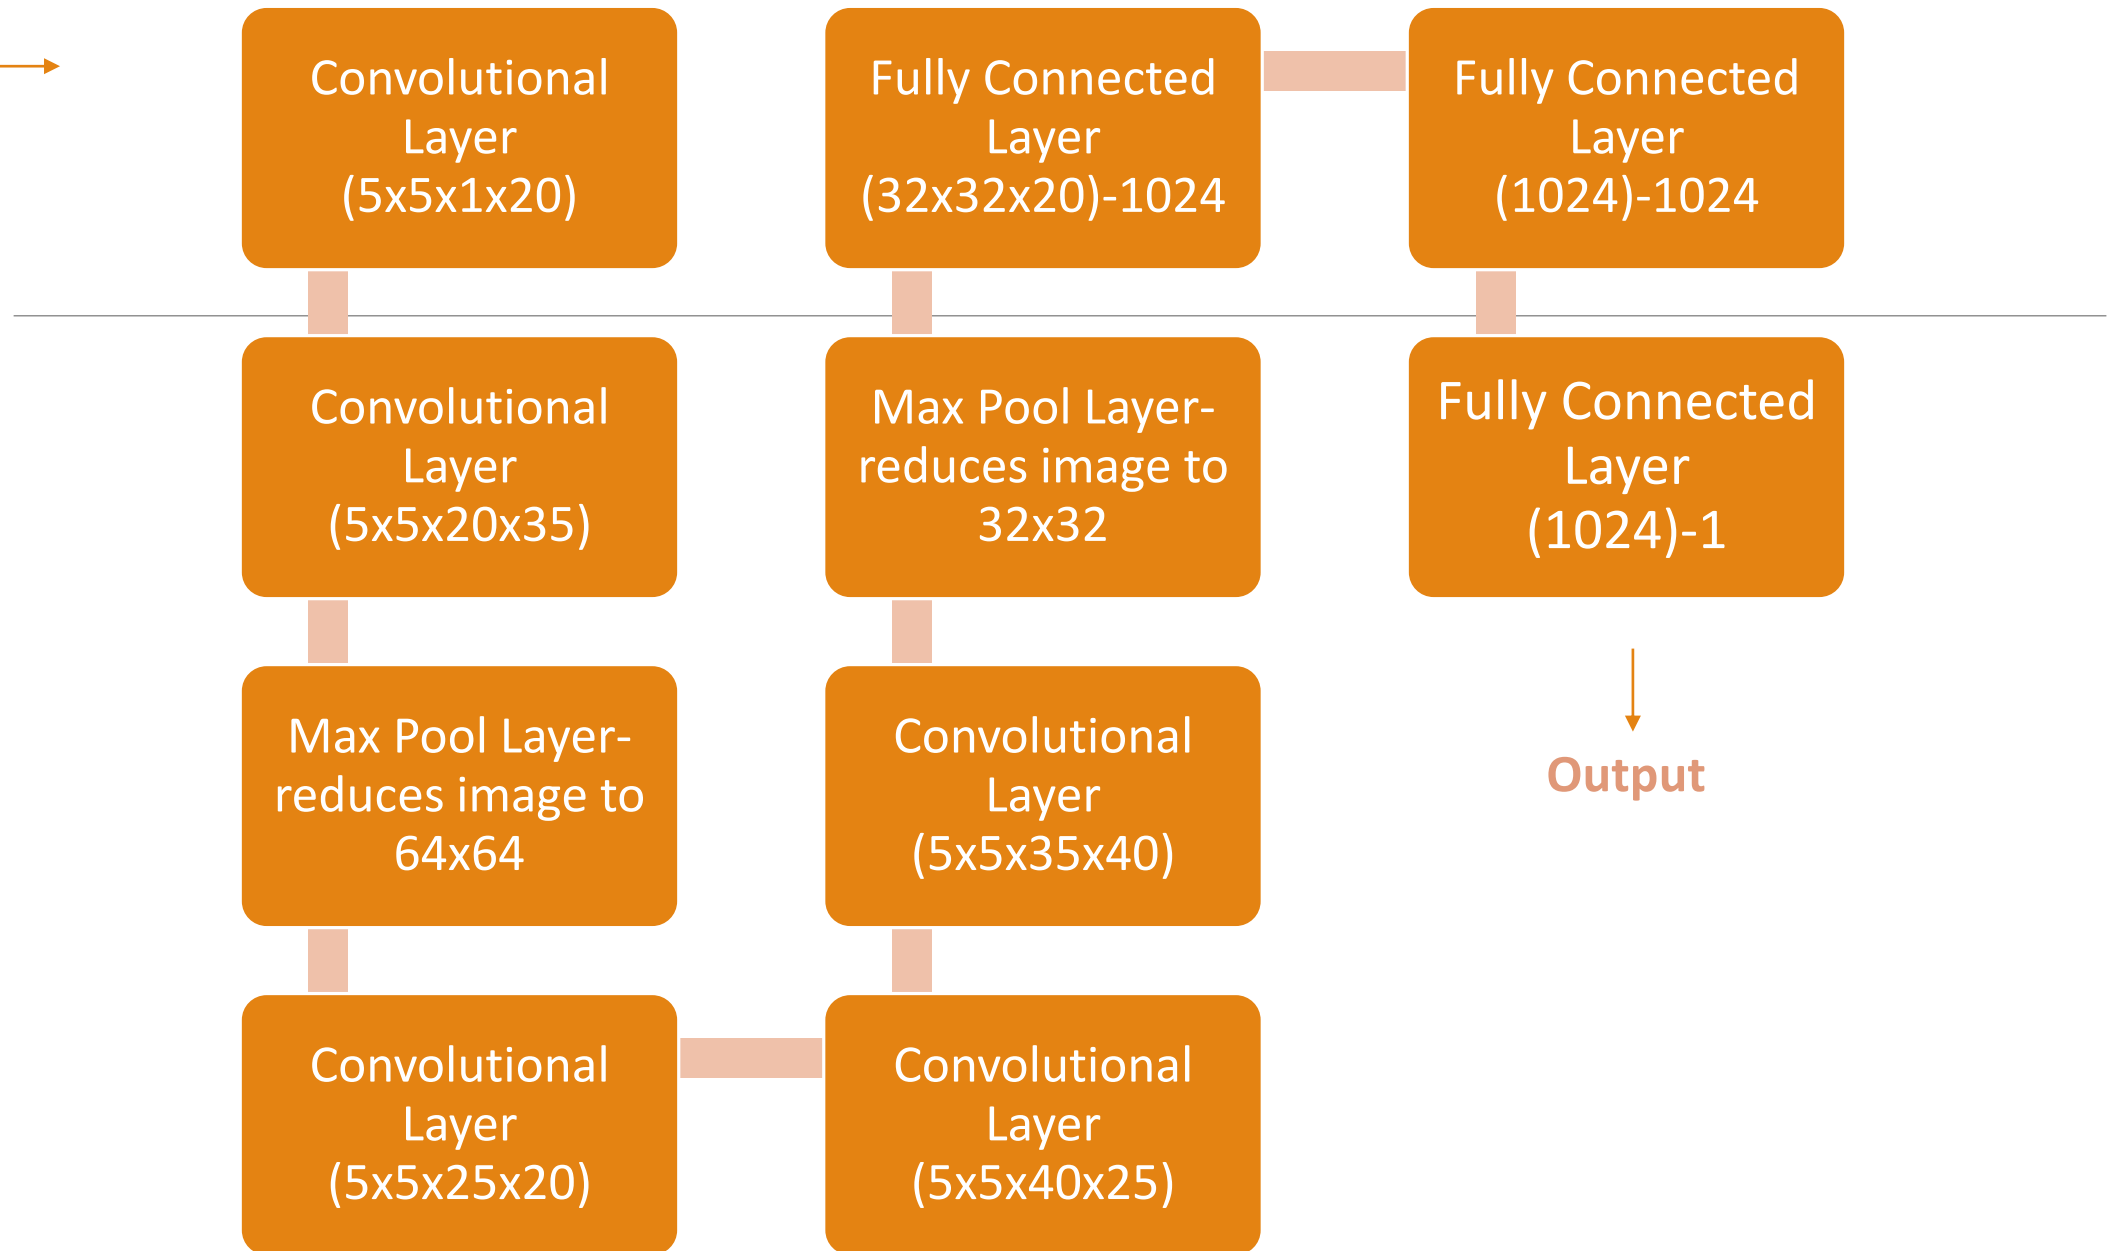 Convolutional
Layer
(5x5x1x20)
Convolutional
Layer
(5x5x20x35)
Max Pool Layer-
reduces image to
64x64
Convolutional
Layer
(5x5x25x20)
Convolutional
Layer
(5x5x40x25)
Convolutional
Layer
(5x5x35x40)
Max Pool Layer-
reduces image to
32x32
Fully Connected
Layer
(32x32x20)-1024
Fully Connected
Layer
(1024)-1024
Fully Connected
Layer
(1024)-1
Output